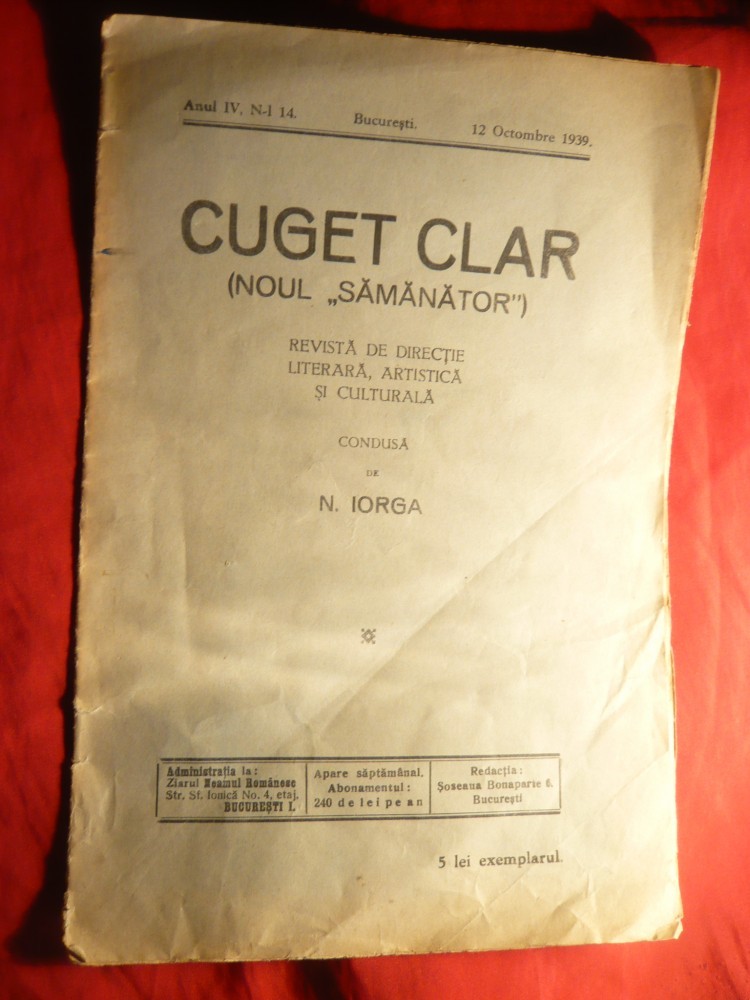 Anul IV, N-l 14. București. 12 Octombre 1939.
CUGET CLAR
(NOUL „SĂMĂNĂTOR”)
REVISTĂ DE DIRECȚIE
LITERARĂ, ARTISTICĂ
ȘI CULTURALĂ
CONDUSĂ
DE
N. IORGA
Administrația la:
Ziarul Neamul Românesc
Str. Sf. Ionică No. 4, etaj.
BUCUREȘTI I.
Apare săptămânal.
Abonamentul:
240 de lei pe an
Redacția:
Șoseaua Bonaparte 6.
București
5 lei exemplarul.